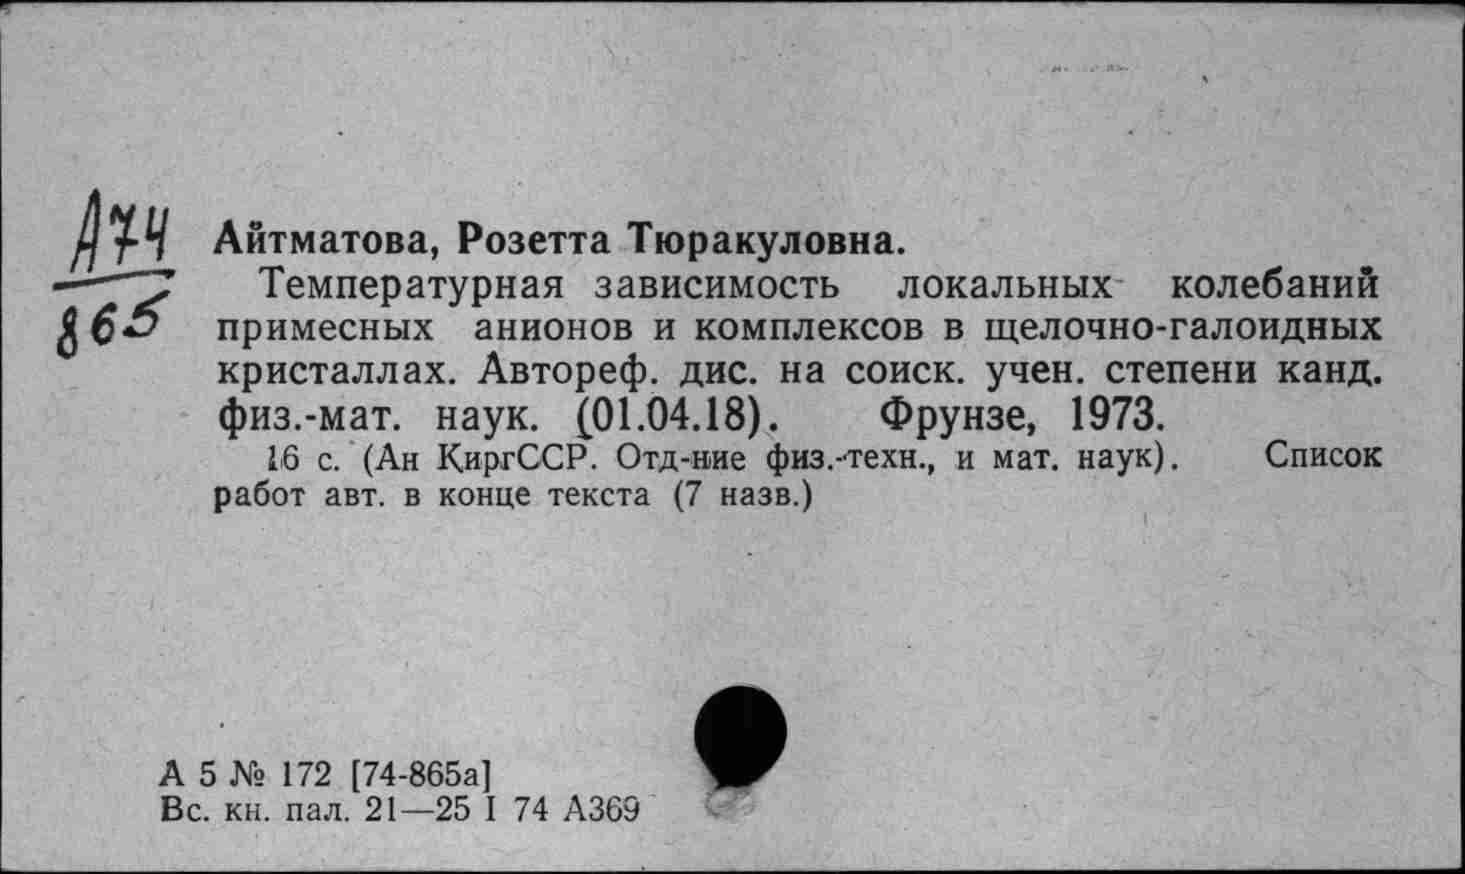 Д74
865
Айтматова, Розетта Тюракуловна.
Температурная зависимость локальных колебаний
примесных анионов и комплексов в щелочно-галоидных
кристаллах. Автореф. дис. на соиск. учен. степени канд.
физ.-мат. наук. (01.04.18). Фрунзе, 1973.
16 с. (Ан КиргССР. Отд-ние физ.-техн., и мат. наук). Список
работ авт. в конце текста (7 назв.)
А 5 № 172 [74-865а]
Вс. кн. пал. 21—25 I 74 А369